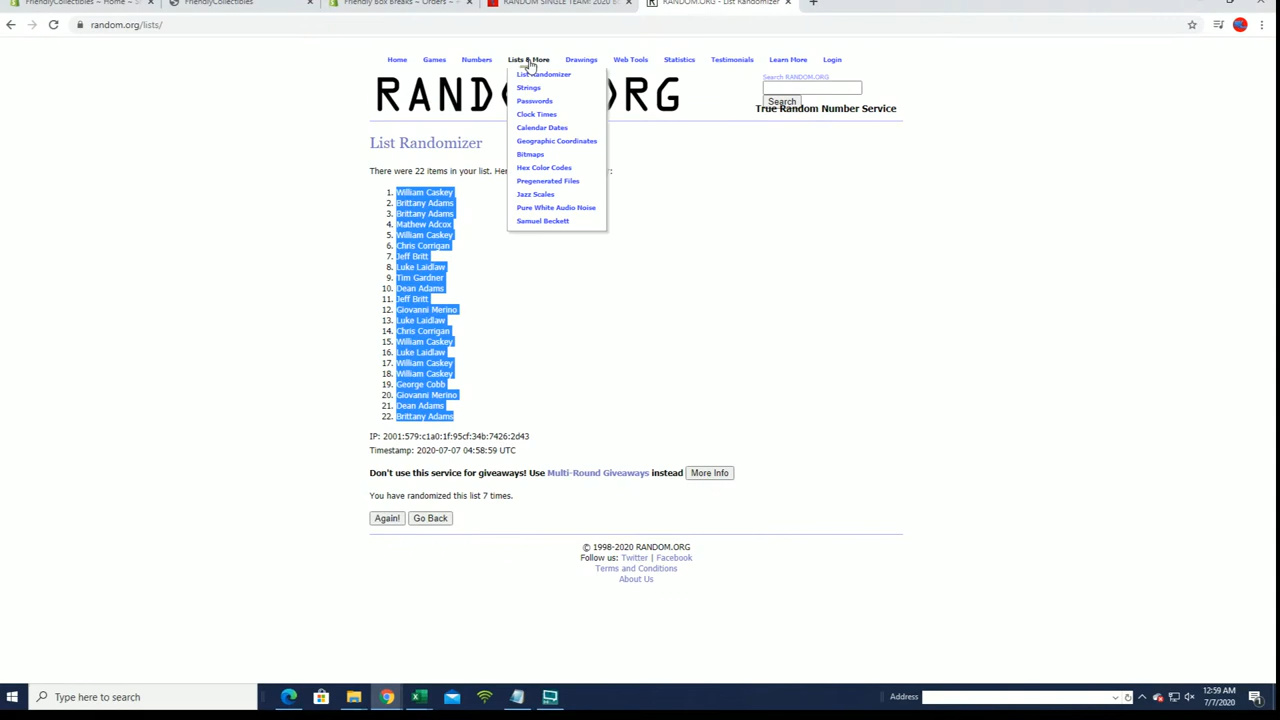 FriendlyCollectibles – Home – S
FriendlyCollectibles
Friendly Box Breaks – Orders –
RANDOM SINGLE TEAM! 2020 B
RANDOM.ORG - List Randomizer
random.org/lists/
Home Games Numbers Lists & More Drawings Web Tools Statistics Testimonials Learn More Login
List Randomizer
Strings
Passwords
Clock Times
Calendar Dates
Geographic Coordinates
Bitmaps
Hex Color Codes
Pregenerated Files
Jazz Scales
Pure White Audio Noise
Samuel Beckett
Search RANDOM.ORG
Search
True Random Number Service
List Randomizer
There were 22 items in your list. Her
1. William Caskey
2. Brittany Adams
3. Brittany Adams
4. Mathew Adcox
5. William Caskey
6. Chris Corrigan
7. Jeff Britt
8. Luke Laidlaw
9. Tim Gardner
10. Dean Adams
11. Jeff Britt
12. Giovanni Merino
13. Luke Laidlaw
14. Chris Corrigan
15. William Caskey
16. Luke Laidlaw
17. William Caskey
18. William Caskey
19. George Cobb
20. Giovanni Merino
21. Dean Adams
22. Brittany Adams
IP: 2001:579:c1a0:1f:95cf:34b:7426:2d43
Timestamp: 2020-07-07 04:58:59 UTC
Don't use this service for giveaways! Use Multi-Round Giveaways instead More Info
You have randomized this list 7 times.
Again! Go Back
© 1998-2020 RANDOM.ORG
Follow us: Twitter | Facebook
Terms and Conditions
About Us
Type here to search
Address
12:59 AM
7/7/2020